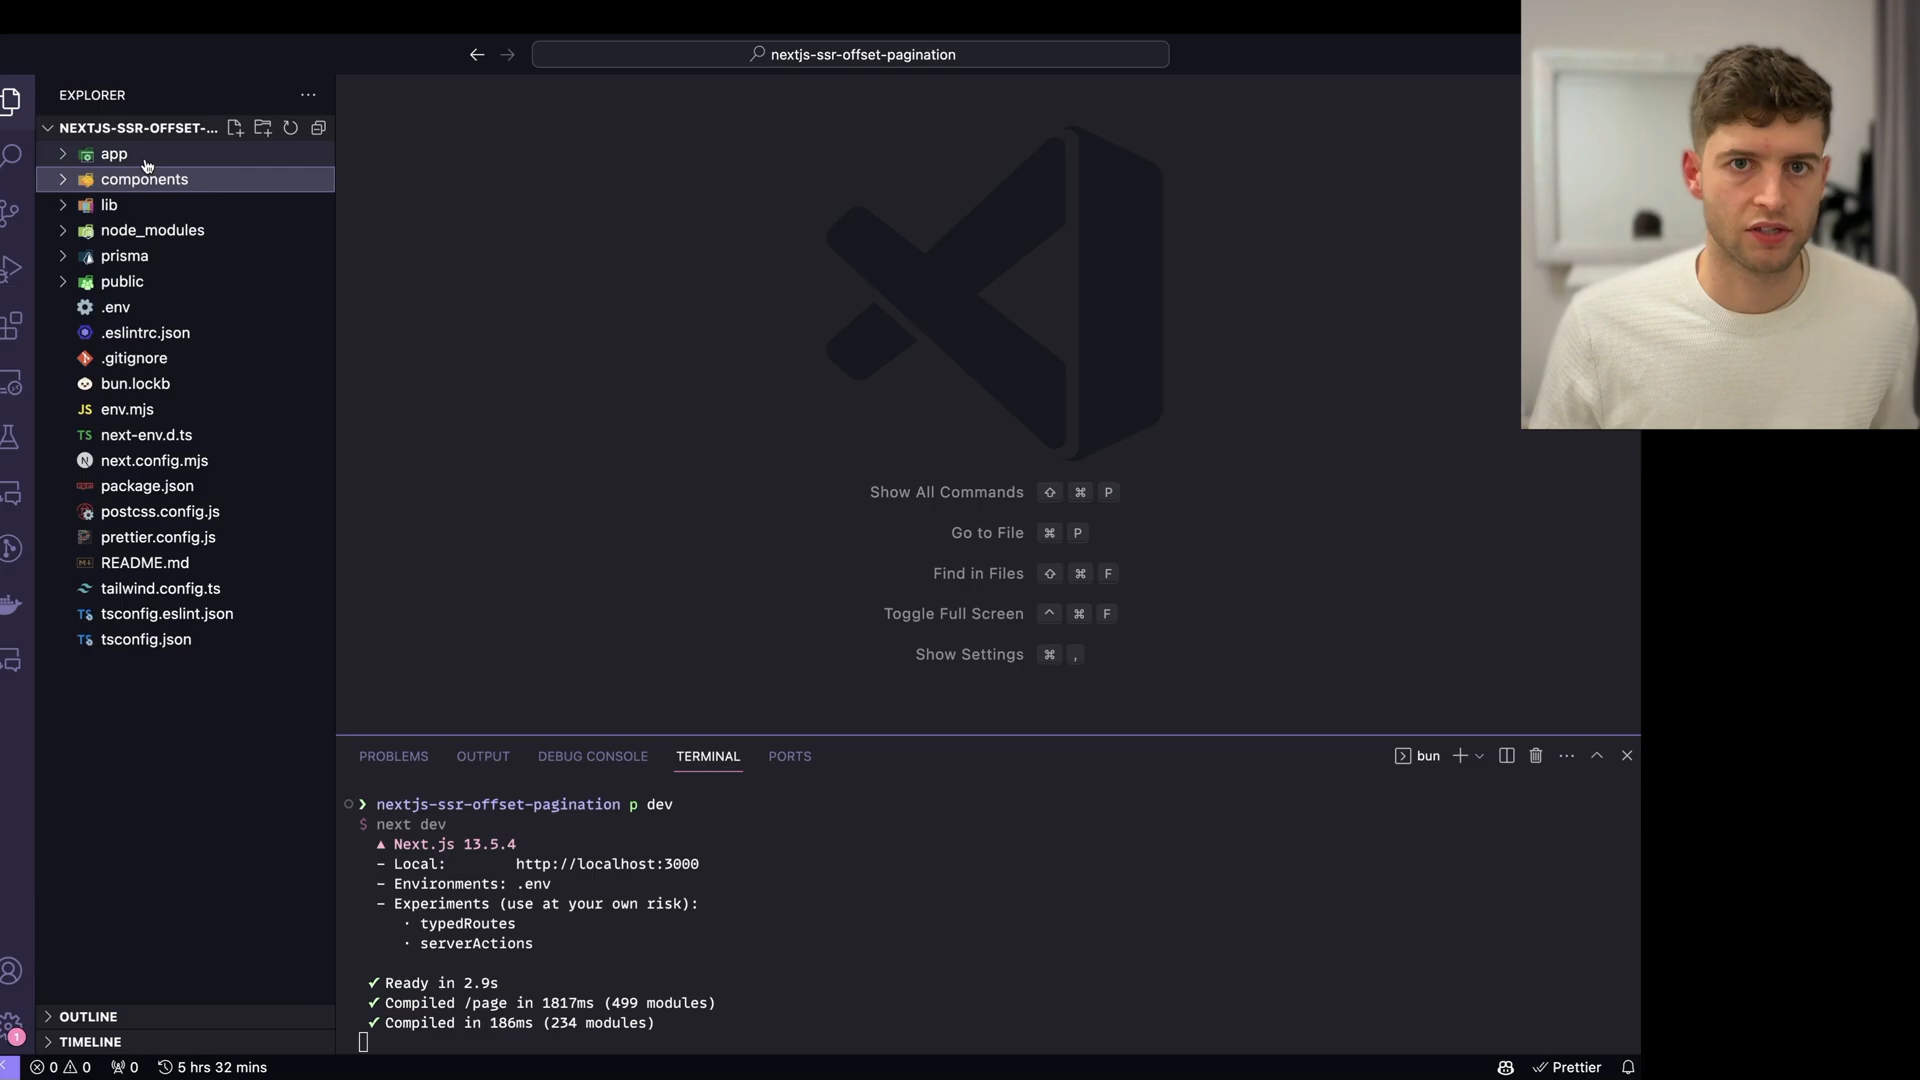 nextjs-ssr-offset-pagination
EXPLORER
NEXTJS-SSR-OFFSET-...
app
components
lib
node_modules
prisma
public
.env
.eslintrc.json
.gitignore
bun.lockb
JS env.mjs
TS next-env.d.ts
N next.config.mjs
package.json
postcss.config.js
prettier.config.js
README.md
tailwind.config.ts
TS tsconfig.eslint.json
TS tsconfig.json
OUTLINE
TIMELINE
Show All Commands ⇧ ⌘ P
Go to File ⌘ P
Find in Files ⇧ ⌘ F
Toggle Full Screen ^ ⌘ F
Show Settings ⌘ ,
PROBLEMS OUTPUT DEBUG CONSOLE TERMINAL PORTS
bun
❯ nextjs-ssr-offset-pagination p dev
$ next dev
▲ Next.js 13.5.4
- Local: http://localhost:3000
- Environments: .env
- Experiments (use at your own risk):
· typedRoutes
· serverActions
✓ Ready in 2.9s
✓ Compiled /page in 1817ms (499 modules)
✓ Compiled in 186ms (234 modules)
1
0 0 0 5 hrs 32 mins
Prettier